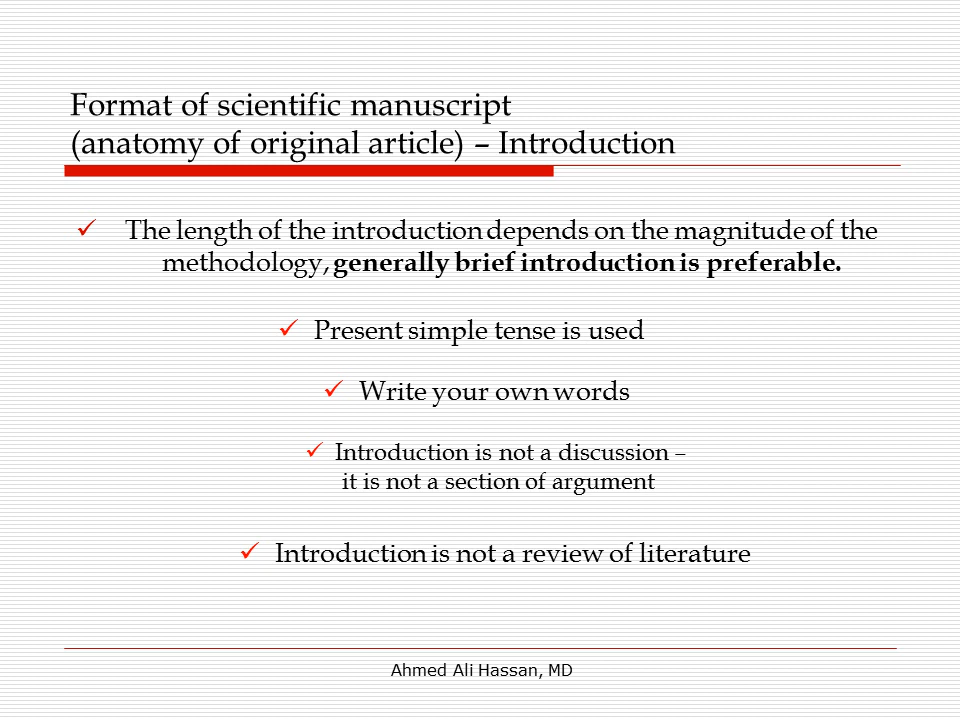 Format of scientific manuscript
(anatomy of original article) – Introduction
✓ The length of the introduction depends on the magnitude of the
methodology, generally brief introduction is preferable.
✓ Present simple tense is used
✓ Write your own words
✓ Introduction is not a discussion –
it is not a section of argument
✓ Introduction is not a review of literature
Ahmed Ali Hassan, MD